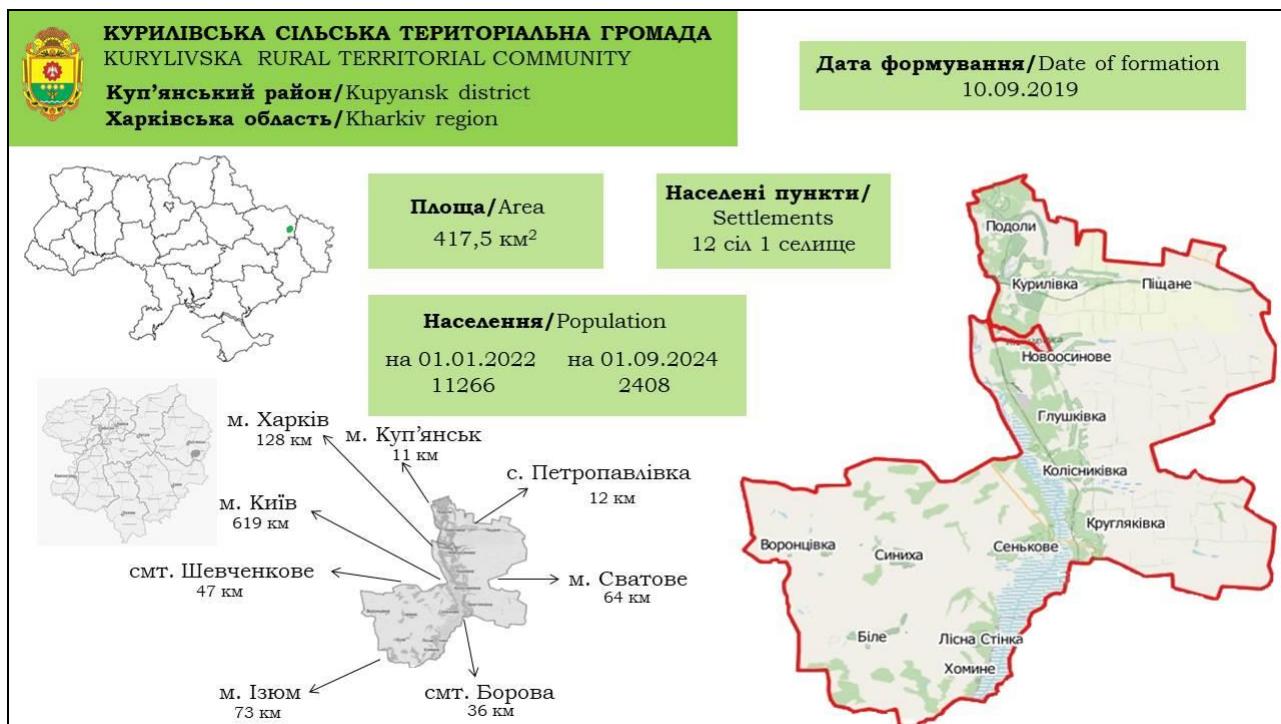 КУРИЛІВСЬКА СІЛЬСЬКА ТЕРИТОРІАЛЬНА ГРОМАДА
KURYLIVSKA RURAL TERRITORIAL COMMUNITY
Куп’янський район/Kupyansk district
Харківська область/Kharkiv region
Дата формування/Date of formation
10.09.2019
Площа/Area
417,5 км²
Населені пункти/
Settlements
12 сіл 1 селище
Населення/Population
на 01.01.2022 на 01.09.2024
11266 2408
м. Харків
128 км
м. Куп’янськ
11 км
с. Петропавлівка
12 км
м. Київ
619 км
смт. Шевченкове
47 км
м. Сватове
64 км
м. Ізюм
73 км
смт. Борова
36 км
Подоли
Курилівка
Піщане
Новоосинове
Глушківка
Колісниківка
Кругляківка
Сенькове
Воронцівка
Синиха
Біле
Лісна Стінка
Хомине